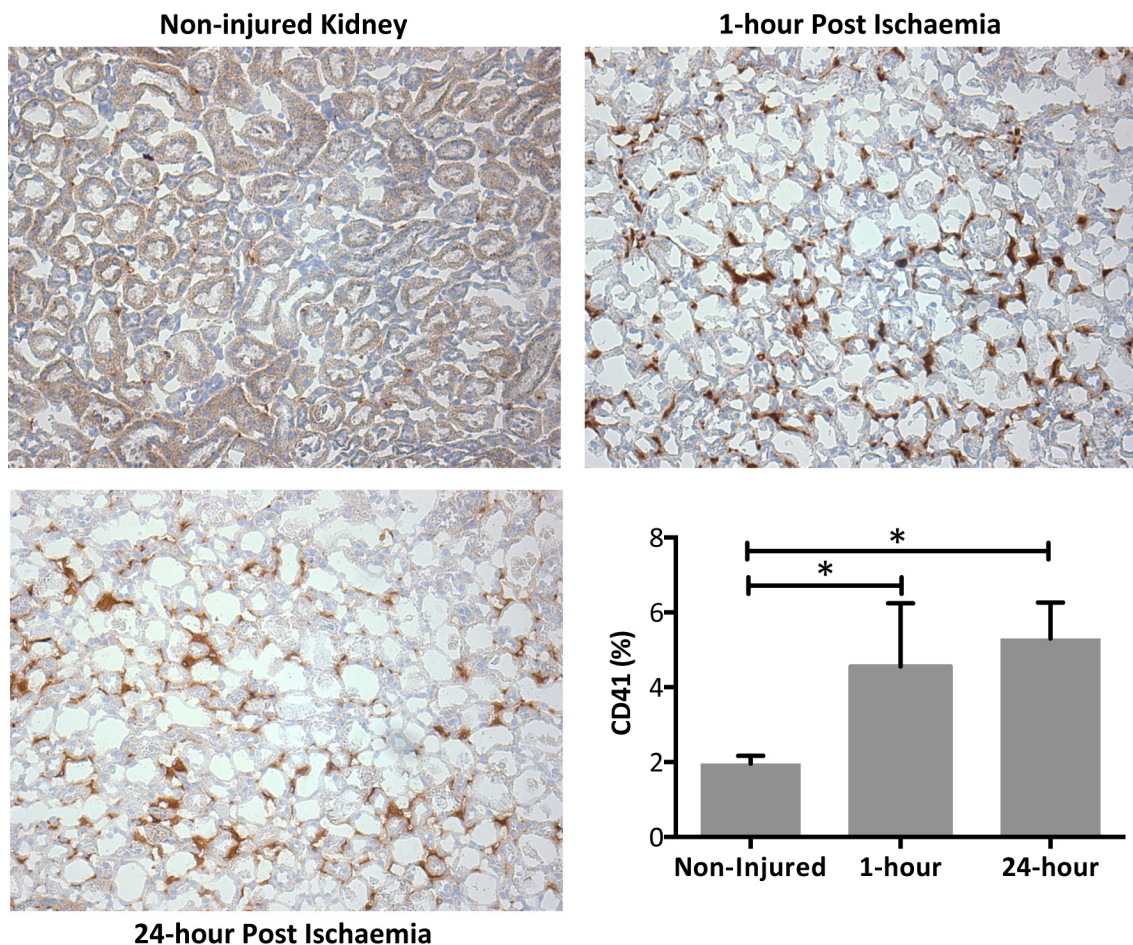 Non-injured Kidney
1-hour Post Ischaemia
24-hour Post Ischaemia
CD41 (%)
8
6
4
2
0
*
*
Non-Injured
1-hour
24-hour